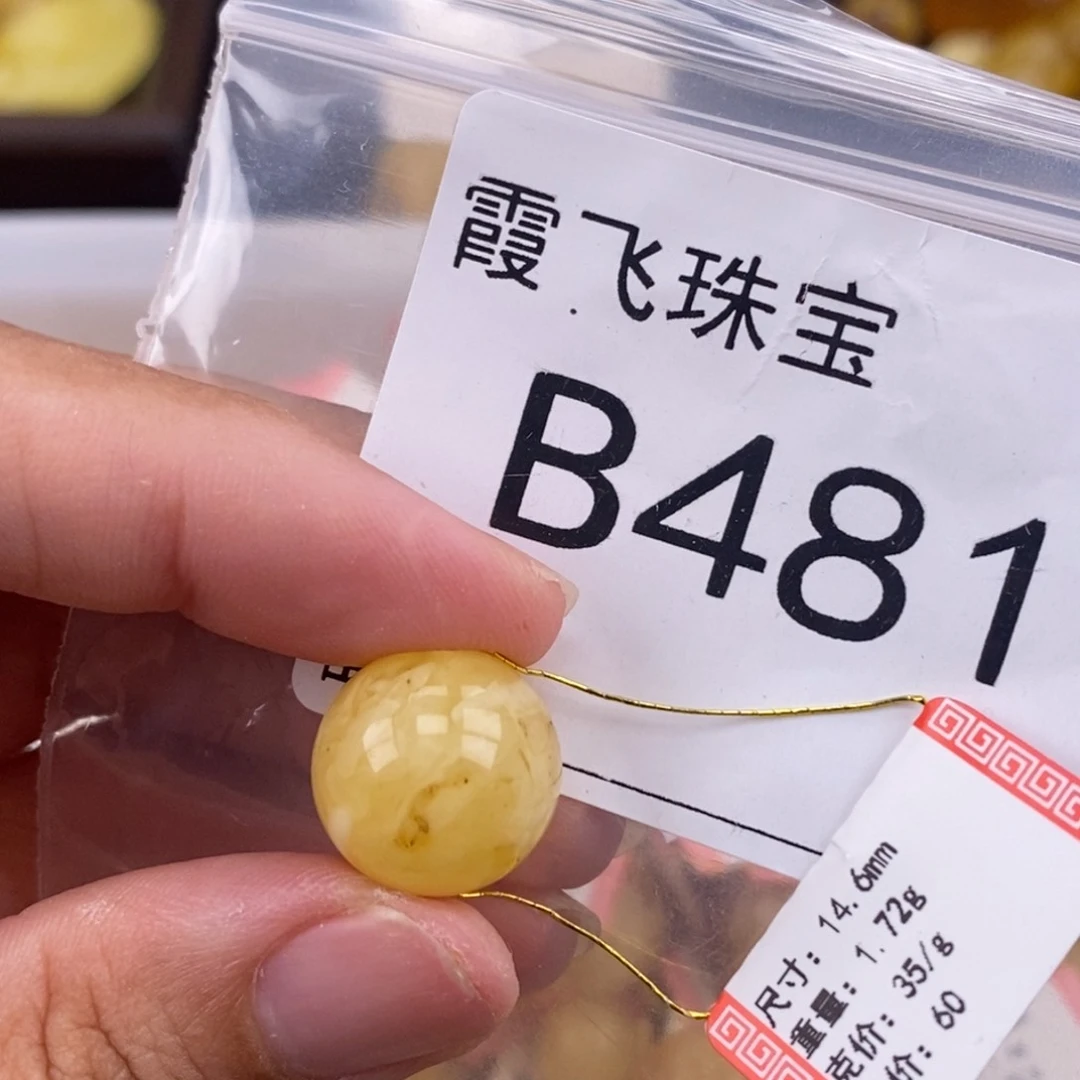 霞飞珠宝
B481
尺寸: 14.6mm
重量: 1.72g
克价: 35/g
价: 60